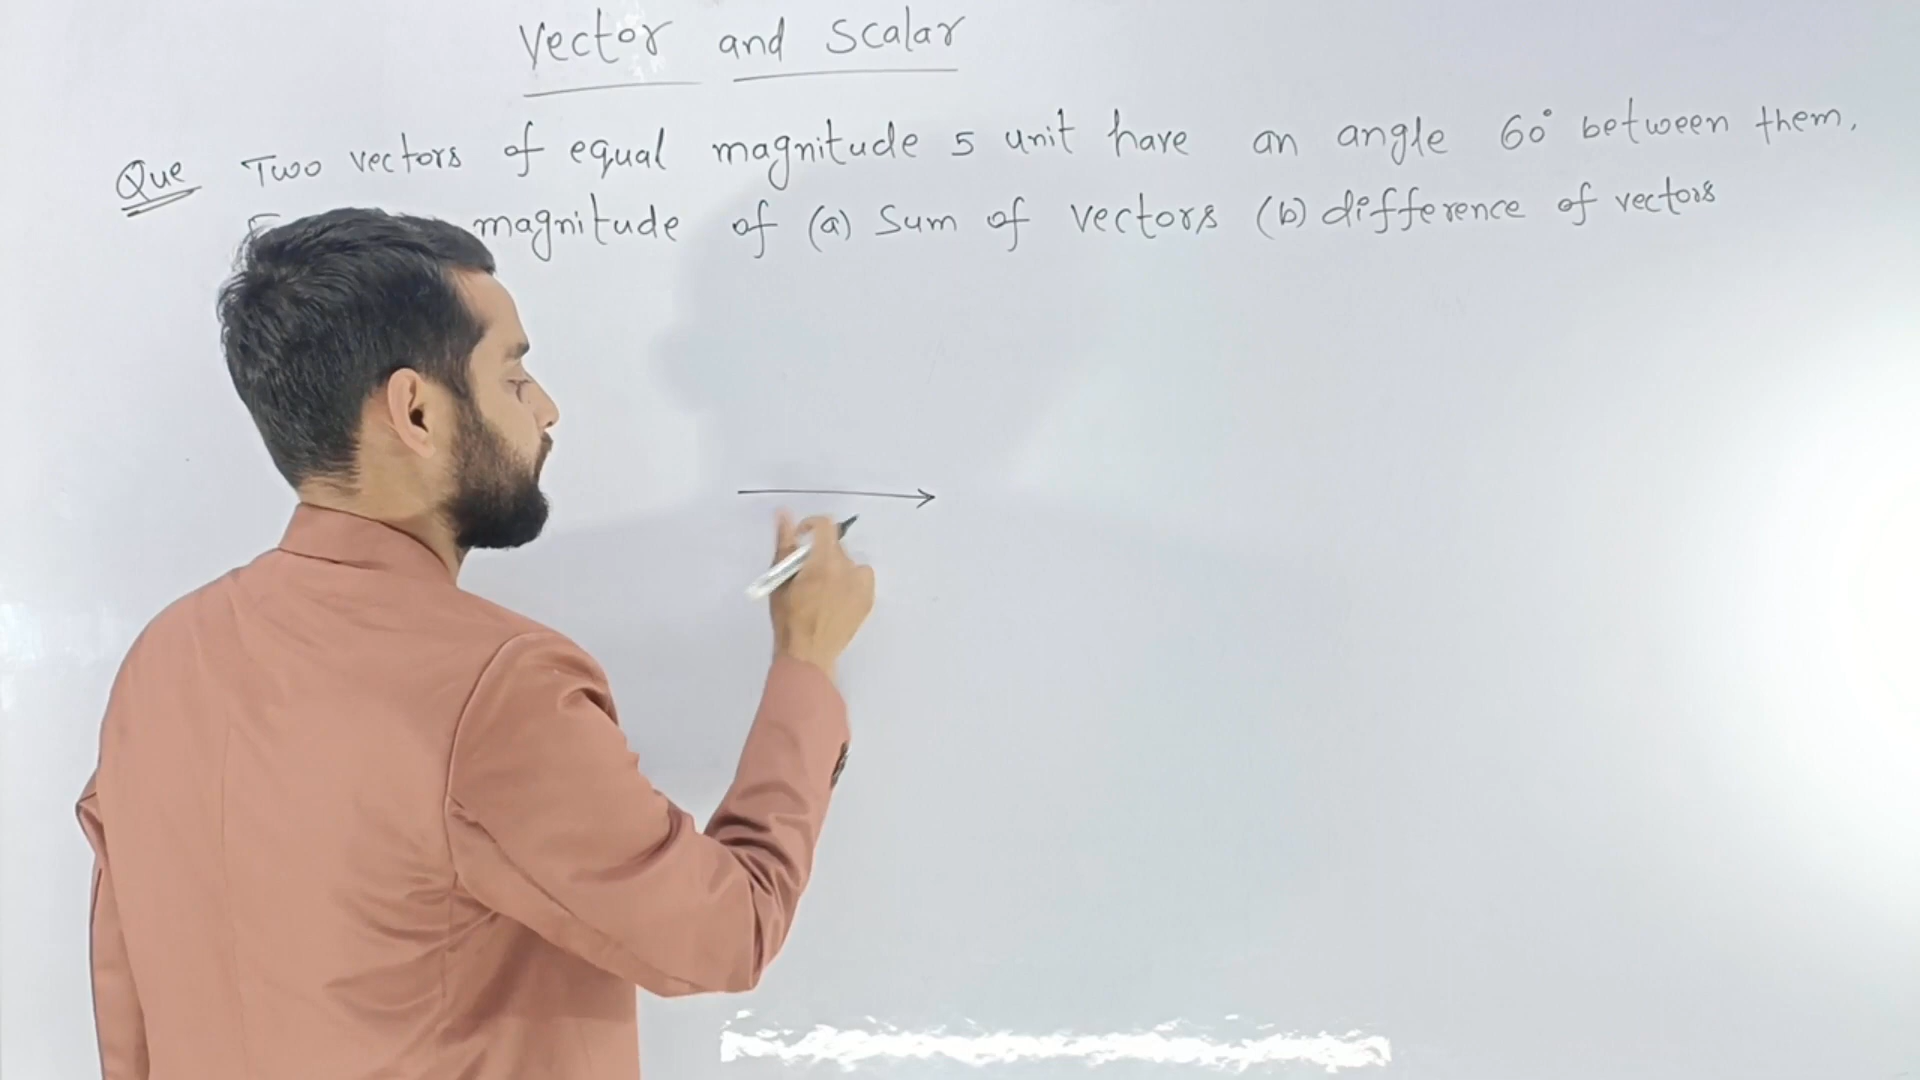 Vector and Scalar
Que Two vectors of equal magnitude 5 unit have an angle 60° between them.
magnitude of (a) Sum of vectors (b) difference of vectors